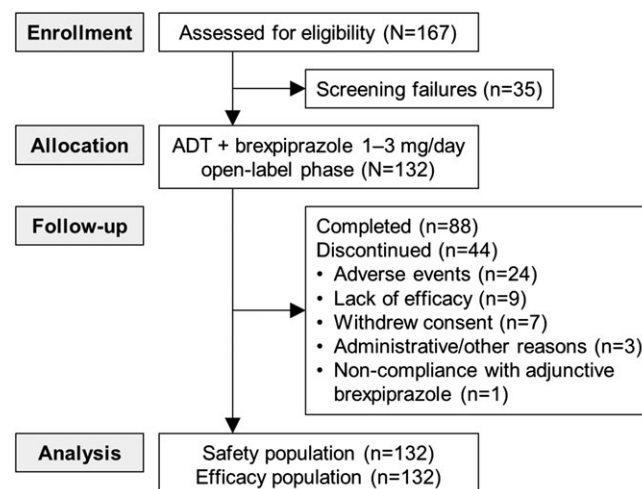 Enrollment
Assessed for eligibility (N=167)
Screening failures (n=35)
Allocation
ADT + brexpiprazole 1–3 mg/day
open-label phase (N=132)
Follow-up
Completed (n=88)
Discontinued (n=44)
• Adverse events (n=24)
• Lack of efficacy (n=9)
• Withdrew consent (n=7)
• Administrative/other reasons (n=3)
• Non-compliance with adjunctive
brexpiprazole (n=1)
Analysis
Safety population (n=132)
Efficacy population (n=132)